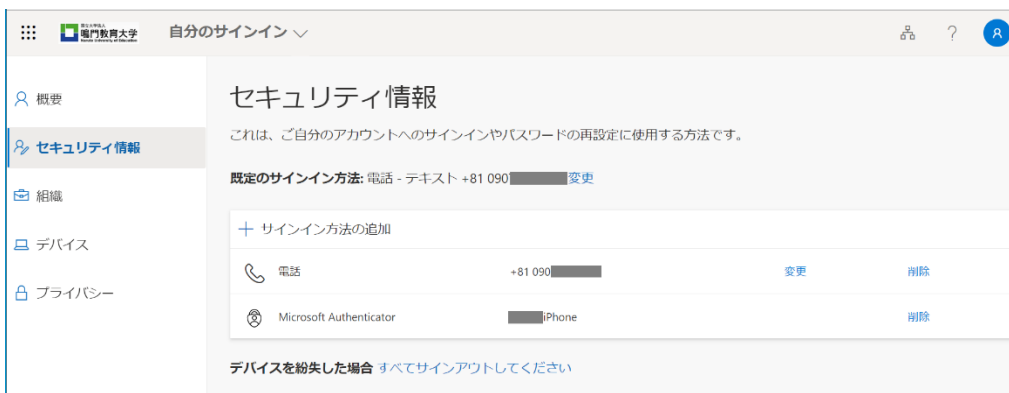 鳴門教育大学
自分のサインイン
?
概要
セキュリティ情報
組織
デバイス
プライバシー
セキュリティ情報
これは、ご自分のアカウントへのサインインやパスワードの再設定に使用する方法です。
既定のサインイン方法: 電話 - テキスト +81 090 変更
+ サインイン方法の追加
電話 +81 090 変更 削除
Microsoft Authenticator iPhone 削除
デバイスを紛失した場合 すべてサインアウトしてください